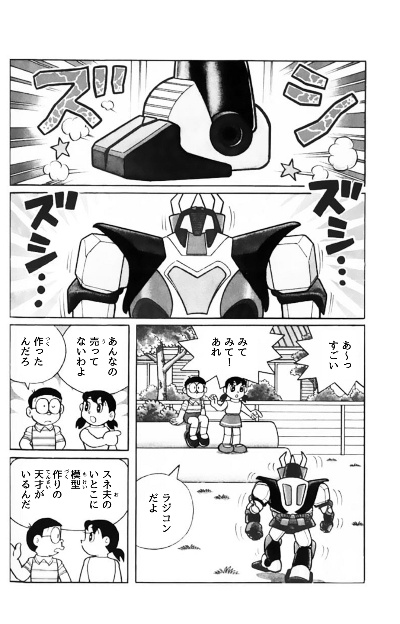 ズシン
ズシ…
ズシ…
あ〜っ
すごい
みて
みて！
あれ
ラジコン
だよ
あんなの
売って
ないわよ
作った
んだろ
スネ夫の
いとこに
模型
作りの
天才が
いるんだ